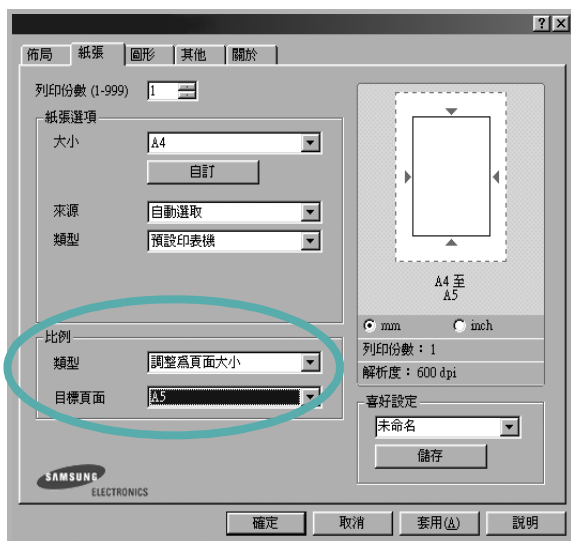 佈局 紙張 圖形 其他 關於
列印份數 (1-999) 1
紙張選項
大小 A4
自訂
來源 自動選取
類型 預設印表機
比例
類型 調整爲頁面大小
目標頁面 A5
SAMSUNG
ELECTRONICS
A4 至
A5
mm inch
列印份數：1
解析度：600 dpi
喜好設定
未命名
儲存
確定 取消 套用(A) 說明